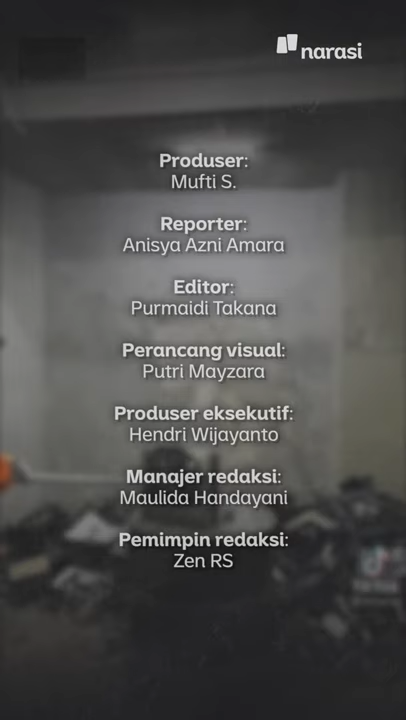 narasi
Produser:
Mufti S.
Reporter:
Anisya Azni Amara
Editor:
Purmaidi Takana
Perancang visual:
Putri Mayzara
Produser eksekutif:
Hendri Wijayanto
Manajer redaksi:
Maulida Handayani
Pemimpin redaksi:
Zen RS